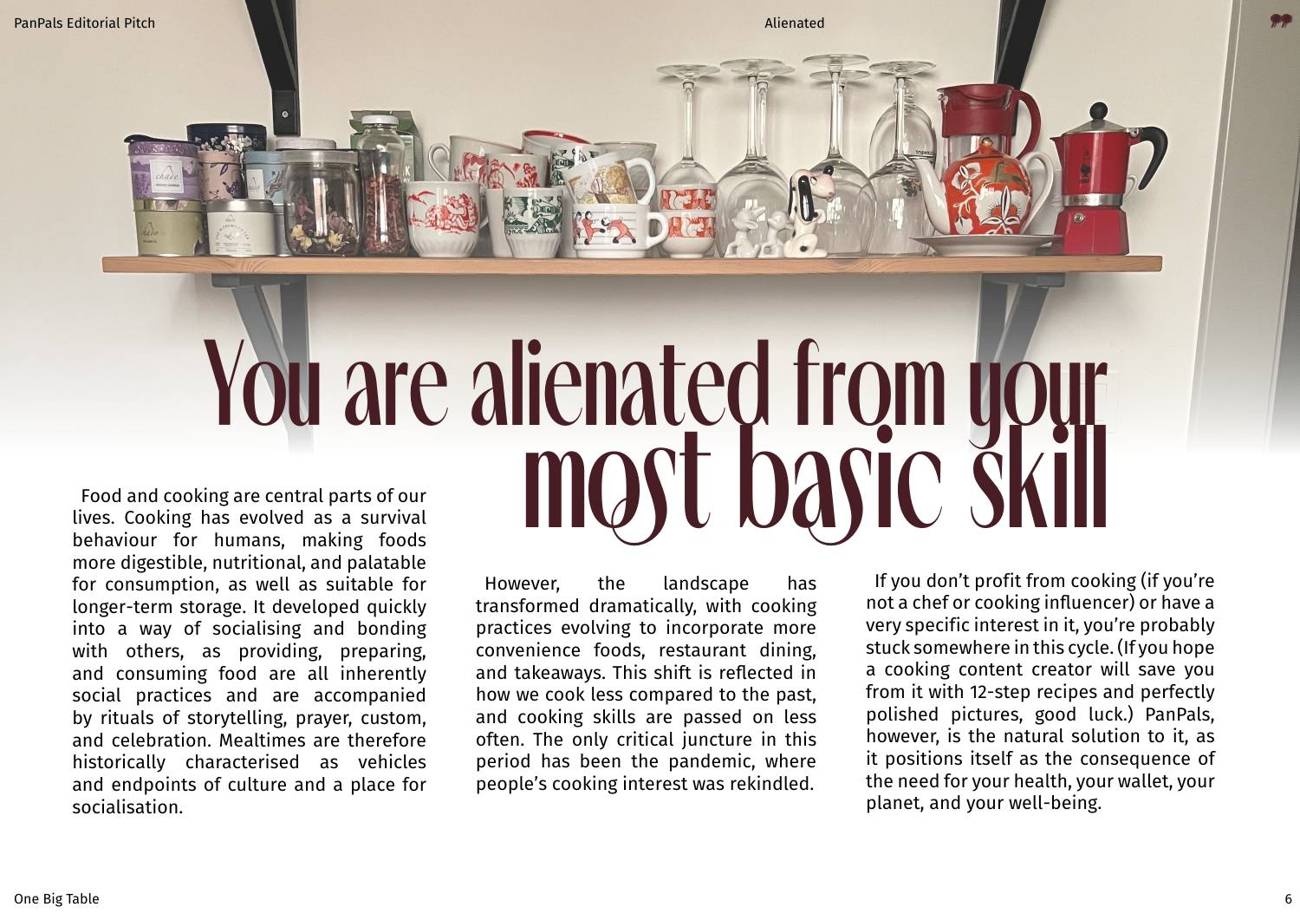 PanPals Editorial Pitch
Alienated
You are alienated from your
most basic skill
Food and cooking are central parts of our
lives. Cooking has evolved as a survival
behaviour for humans, making foods
more digestible, nutritional, and palatable
for consumption, as well as suitable for
longer-term storage. It developed quickly
into a way of socialising and bonding
with others, as providing, preparing,
and consuming food are all inherently
social practices and are accompanied
by rituals of storytelling, prayer, custom,
and celebration. Mealtimes are therefore
historically characterised as vehicles
and endpoints of culture and a place for
socialisation.
However, the landscape has
transformed dramatically, with cooking
practices evolving to incorporate more
convenience foods, restaurant dining,
and takeaways. This shift is reflected in
how we cook less compared to the past,
and cooking skills are passed on less
often. The only critical juncture in this
period has been the pandemic, where
people’s cooking interest was rekindled.
If you don’t profit from cooking (if you’re
not a chef or cooking influencer) or have a
very specific interest in it, you’re probably
stuck somewhere in this cycle. (If you hope
a cooking content creator will save you
from it with 12-step recipes and perfectly
polished pictures, good luck.) PanPals,
however, is the natural solution to it, as
it positions itself as the consequence of
the need for your health, your wallet, your
planet, and your well-being.
One Big Table
6